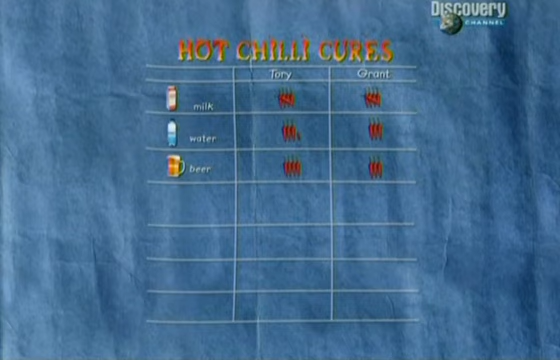 Discovery
CHANNEL
HOT CHILLI CURES
Tory Grant
milk
water
beer